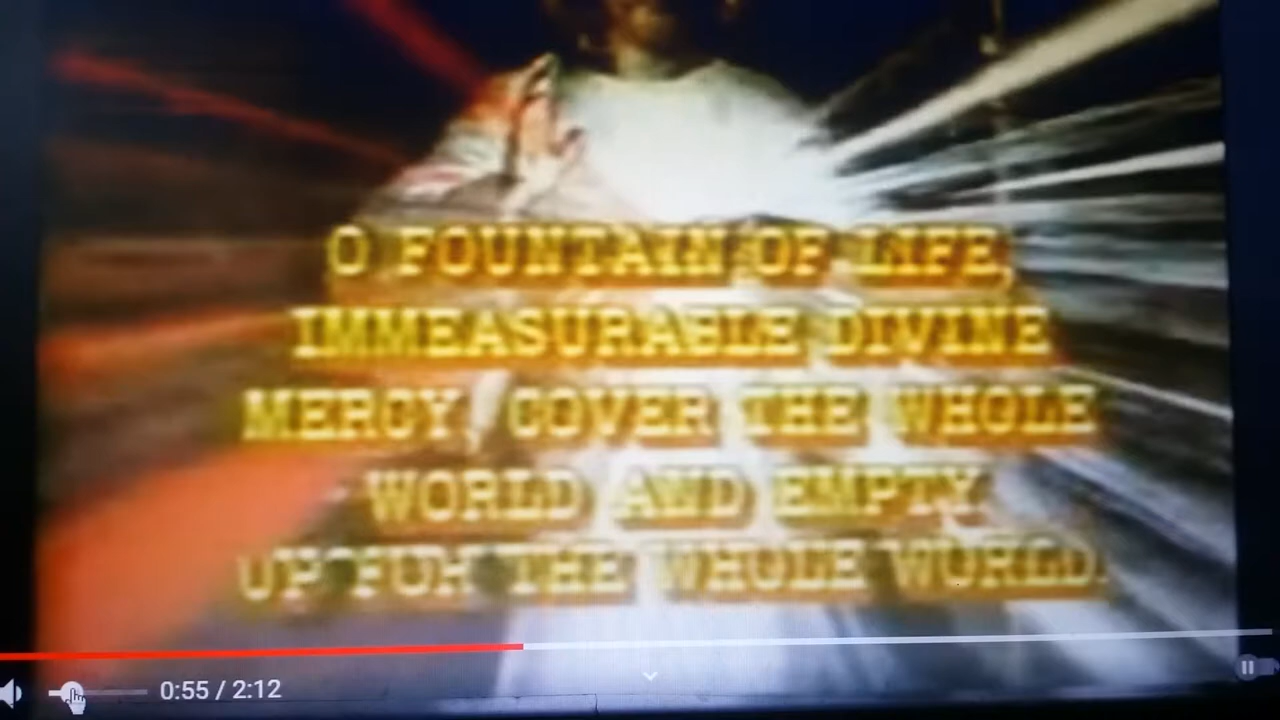 O FOUNTAIN OF LIFE,
IMMEASURABLE DIVINE
MERCY, COVER THE WHOLE
WORLD AND EMPTY
UP FOR THE WHOLE WORLD.
0:55 / 2:12